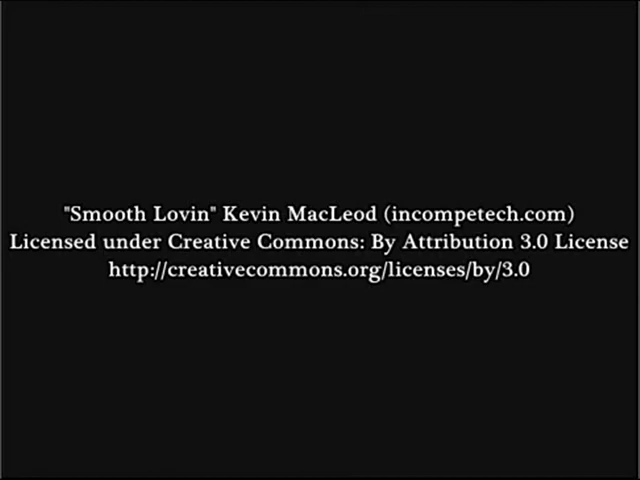 "Smooth Lovin" Kevin MacLeod (incompetech.com)
Licensed under Creative Commons: By Attribution 3.0 License
http://creativecommons.org/licenses/by/3.0